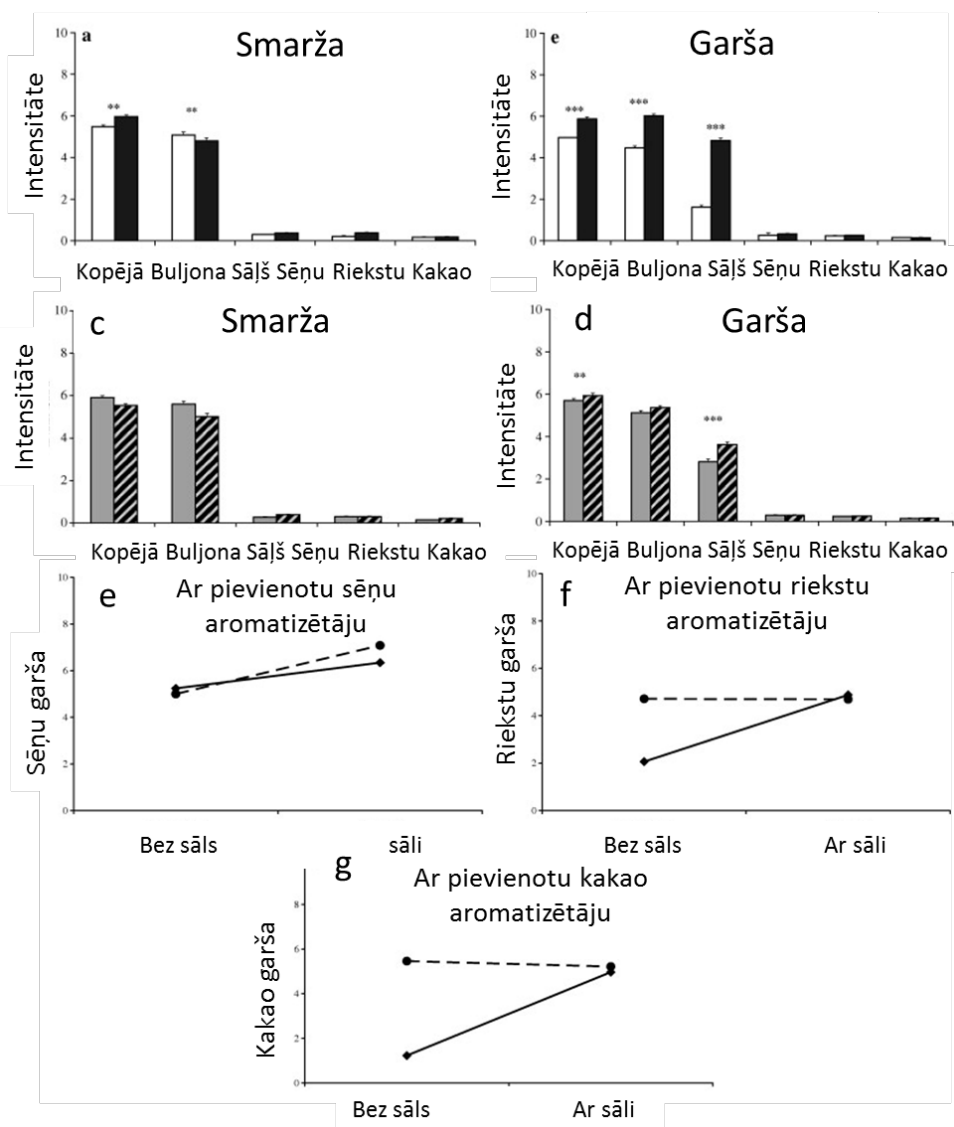 a
Smarža
Intensitāte
10
8
6
4
2
0
**
**
Kopējā Buljona Sāļš Sēņu Riekstu Kakao
e
Garša
Intensitāte
10
8
6
4
2
0
***
***
***
Kopējā Buljona Sāļš Sēņu Riekstu Kakao
c
Smarža
Intensitāte
10
8
6
4
2
0
Kopējā Buljona Sāļš Sēņu Riekstu Kakao
d
Garša
Intensitāte
10
8
6
4
2
0
**
***
Kopējā Buljona Sāļš Sēņu Riekstu Kakao
e
Ar pievienotu sēņu
aromatizētāju
Sēņu garša
10
8
6
4
2
0
Bez sāls
sāli
f
Ar pievienotu riekstu
aromatizētāju
Riekstu garša
10
8
6
4
2
0
Bez sāls
Ar sāli
g
Ar pievienotu kakao
aromatizētāju
Kakao garša
8
6
4
2
0
Bez sāls
Ar sāli